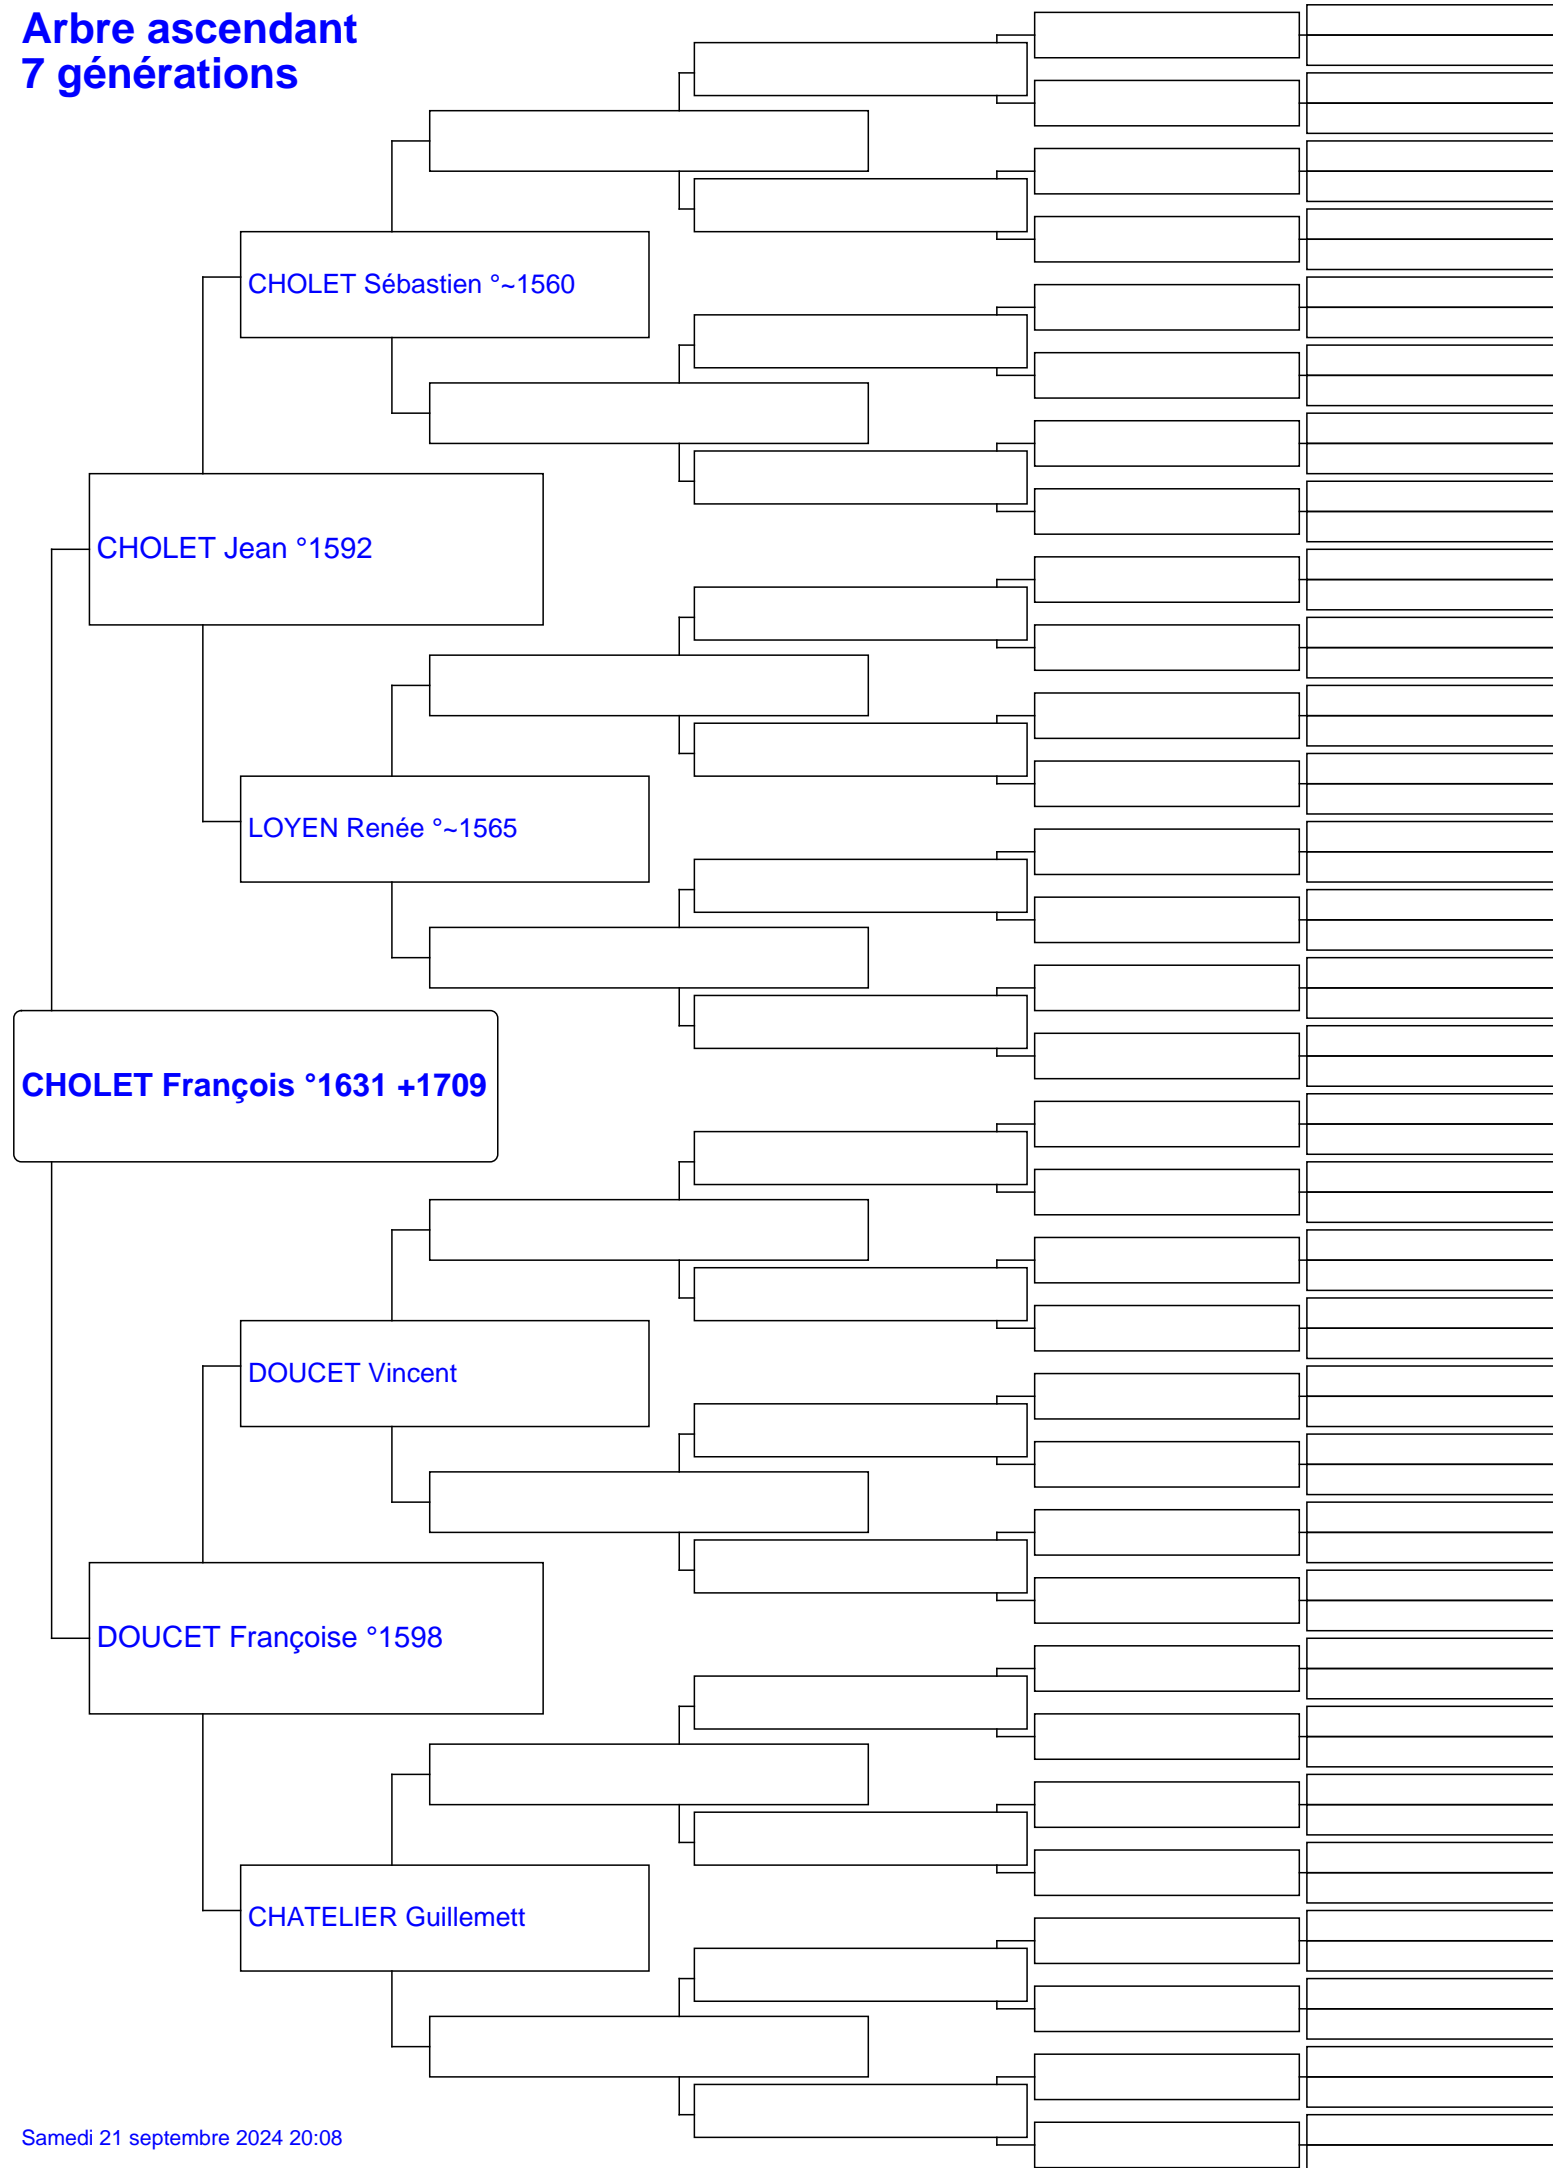 Arbre ascendant
7 générations
CHOLET Sébastien °~1560
CHOLET Jean °1592
LOYEN Renée °~1565
CHOLET François °1631 +1709
DOUCET Vincent
DOUCET Françoise °1598
CHATELIER Guillemett
Samedi 21 septembre 2024 20:08